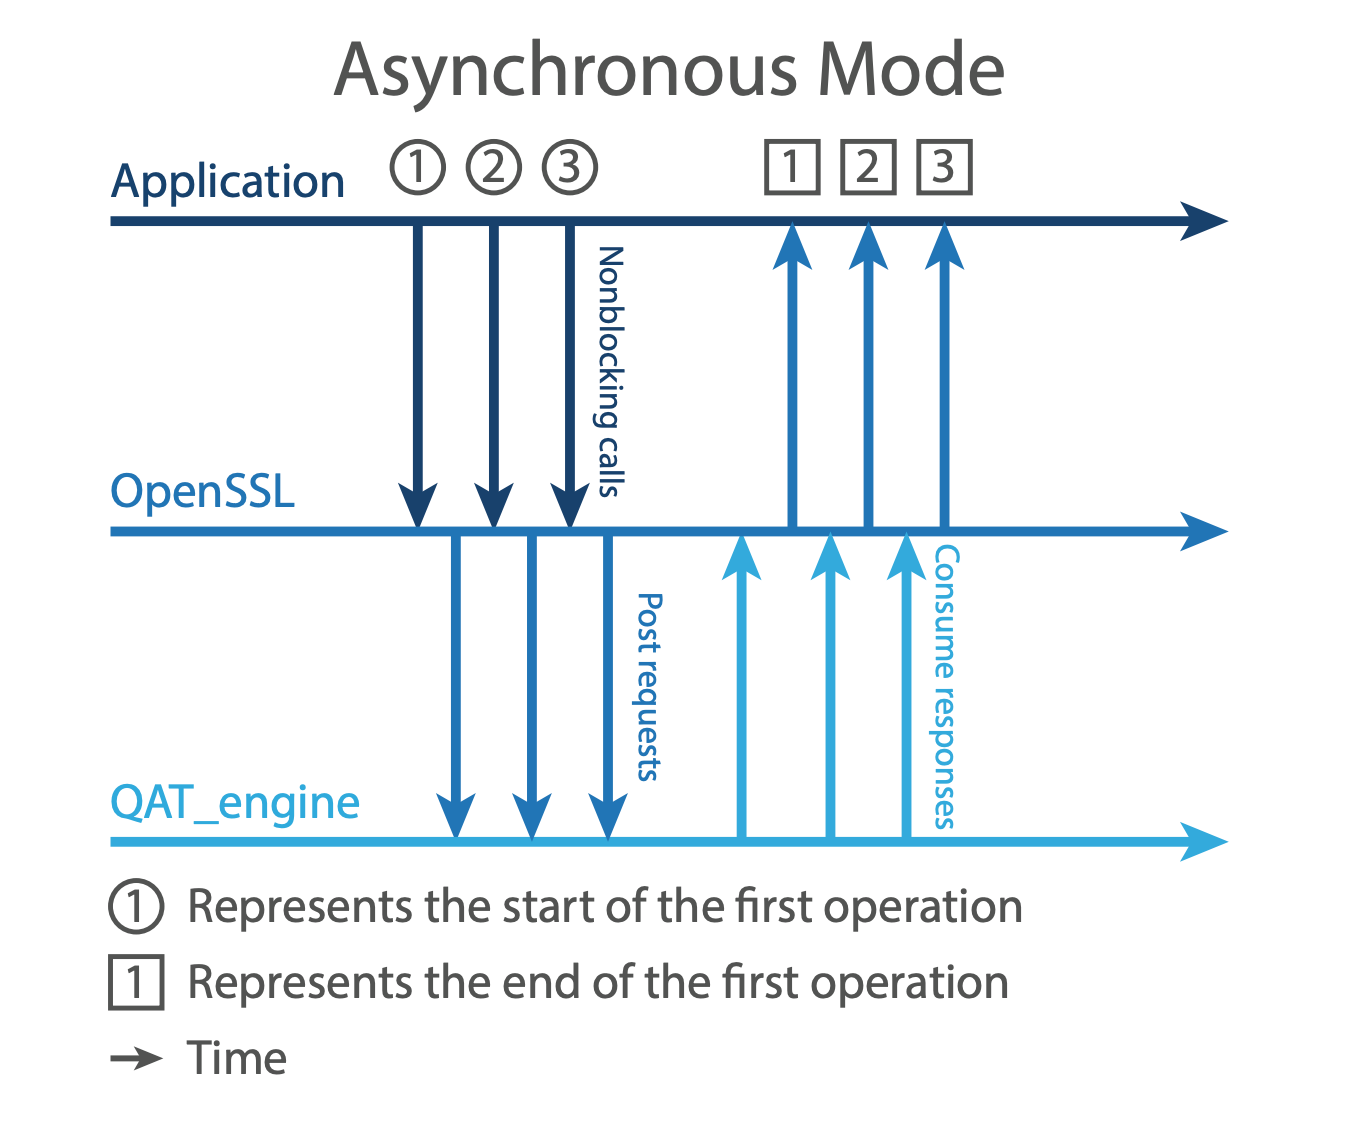 Asynchronous Mode
Application
1 2 3
1 2 3
Nonblocking calls
OpenSSL
Post requests
Consume responses
QAT_engine
1 Represents the start of the first operation
1 Represents the end of the first operation
Time